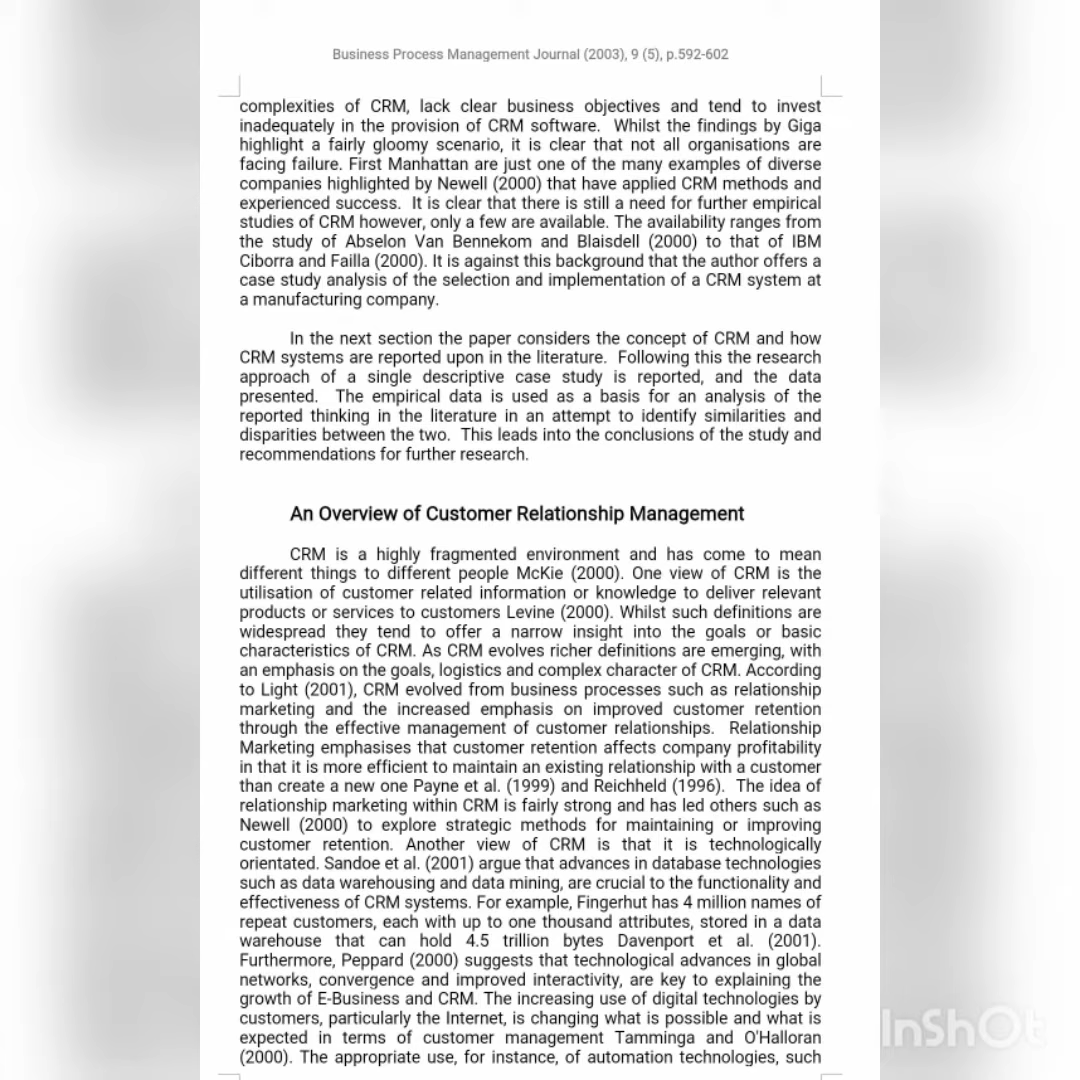 Business Process Management Journal (2003), 9 (5), p.592-602
complexities of CRM, lack clear business objectives and tend to invest
inadequately in the provision of CRM software. Whilst the findings by Giga
highlight a fairly gloomy scenario, it is clear that not all organisations are
facing failure. First Manhattan are just one of the many examples of diverse
companies highlighted by Newell (2000) that have applied CRM methods and
experienced success. It is clear that there is still a need for further empirical
studies of CRM however, only a few are available. The availability ranges from
the study of Abselon Van Bennekom and Blaisdell (2000) to that of IBM
Ciborra and Failla (2000). It is against this background that the author offers a
case study analysis of the selection and implementation of a CRM system at
a manufacturing company.
In the next section the paper considers the concept of CRM and how
CRM systems are reported upon in the literature. Following this the research
approach of a single descriptive case study is reported, and the data
presented. The empirical data is used as a basis for an analysis of the
reported thinking in the literature in an attempt to identify similarities and
disparities between the two. This leads into the conclusions of the study and
recommendations for further research.
An Overview of Customer Relationship Management
CRM is a highly fragmented environment and has come to mean
different things to different people McKie (2000). One view of CRM is the
utilisation of customer related information or knowledge to deliver relevant
products or services to customers Levine (2000). Whilst such definitions are
widespread they tend to offer a narrow insight into the goals or basic
characteristics of CRM. As CRM evolves richer definitions are emerging, with
an emphasis on the goals, logistics and complex character of CRM. According
to Light (2001), CRM evolved from business processes such as relationship
marketing and the increased emphasis on improved customer retention
through the effective management of customer relationships. Relationship
Marketing emphasises that customer retention affects company profitability
in that it is more efficient to maintain an existing relationship with a customer
than create a new one Payne et al. (1999) and Reichheld (1996). The idea of
relationship marketing within CRM is fairly strong and has led others such as
Newell (2000) to explore strategic methods for maintaining or improving
customer retention. Another view of CRM is that it is technologically
orientated. Sandoe et al. (2001) argue that advances in database technologies
such as data warehousing and data mining, are crucial to the functionality and
effectiveness of CRM systems. For example, Fingerhut has 4 million names of
repeat customers, each with up to one thousand attributes, stored in a data
warehouse that can hold 4.5 trillion bytes Davenport et al. (2001).
Furthermore, Peppard (2000) suggests that technological advances in global
networks, convergence and improved interactivity, are key to explaining the
growth of E-Business and CRM. The increasing use of digital technologies by
customers, particularly the Internet, is changing what is possible and what is
expected in terms of customer management Tamminga and O'Halloran
(2000). The appropriate use, for instance, of automation technologies, such
InShOt